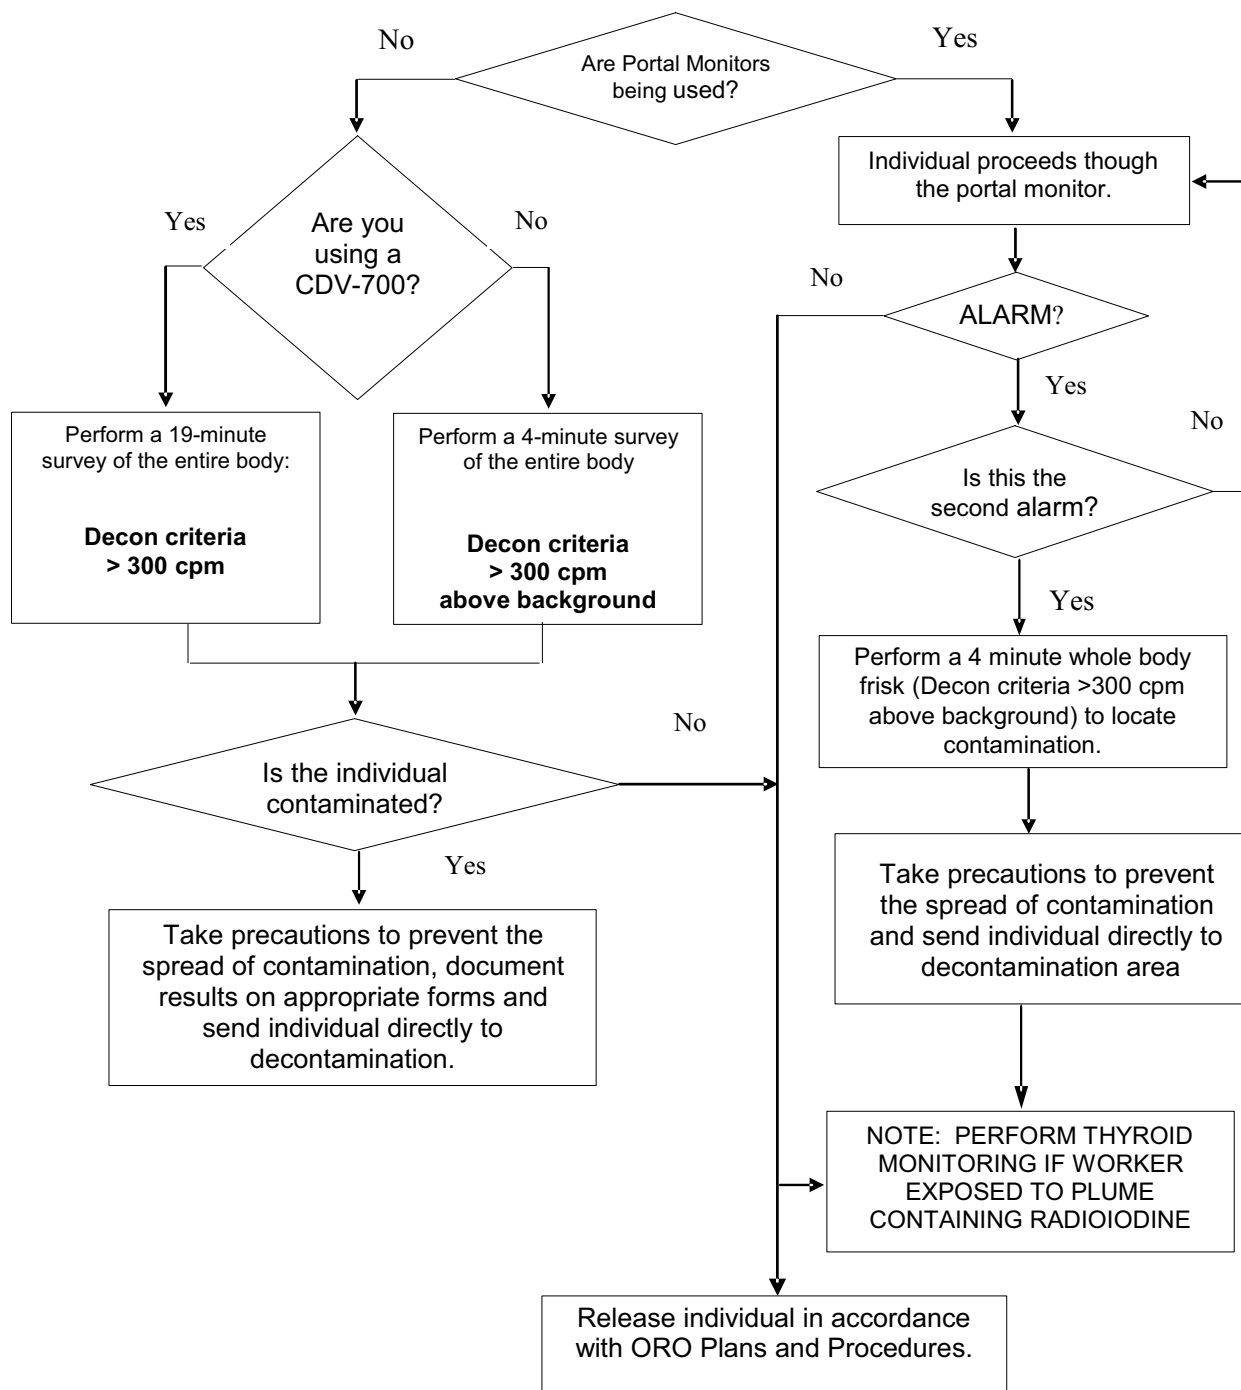 No
Yes
Are Portal Monitors
being used?
Individual proceeds though
the portal monitor.
Yes
No
Are you
using a
CDV-700?
No
ALARM?
Yes
No
Perform a 19-minute
survey of the entire body:
Decon criteria
> 300 cpm
Perform a 4-minute survey
of the entire body
Decon criteria
> 300 cpm
above background
Is this the
second alarm?
Yes
Perform a 4 minute whole body
frisk (Decon criteria >300 cpm
above background) to locate
contamination.
No
Is the individual
contaminated?
Yes
Take precautions to prevent
the spread of contamination
and send individual directly to
decontamination area
Take precautions to prevent the
spread of contamination, document
results on appropriate forms and
send individual directly to
decontamination.
NOTE:  PERFORM THYROID
MONITORING IF WORKER
EXPOSED TO PLUME
CONTAINING RADIOIODINE
Release individual in accordance
with ORO Plans and Procedures.